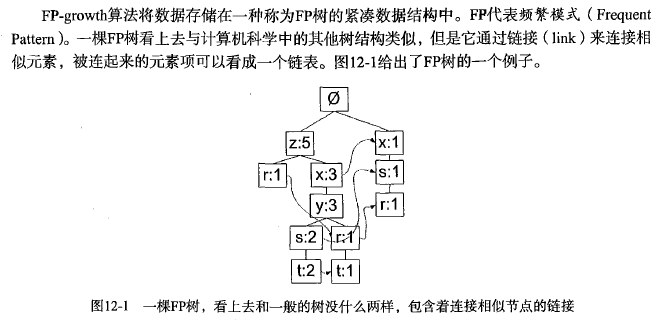 FP-growth算法将数据存储在一种称为FP树的紧凑数据结构中。FP代表频繁模式（Frequent
Pattern）。一棵FP树看上去与计算机科学中的其他树结构类似，但是它通过链接（link）来连接相
似元素，被连起来的元素项可以看成一个链表。图12-1给出了FP树的一个例子。
Ø
z:5
x:1
r:1
x:3
s:1
y:3
r:1
s:2
r:1
t:2
t:1
图12-1 一棵FP树，看上去和一般的树没什么两样，包含着连接相似节点的链接